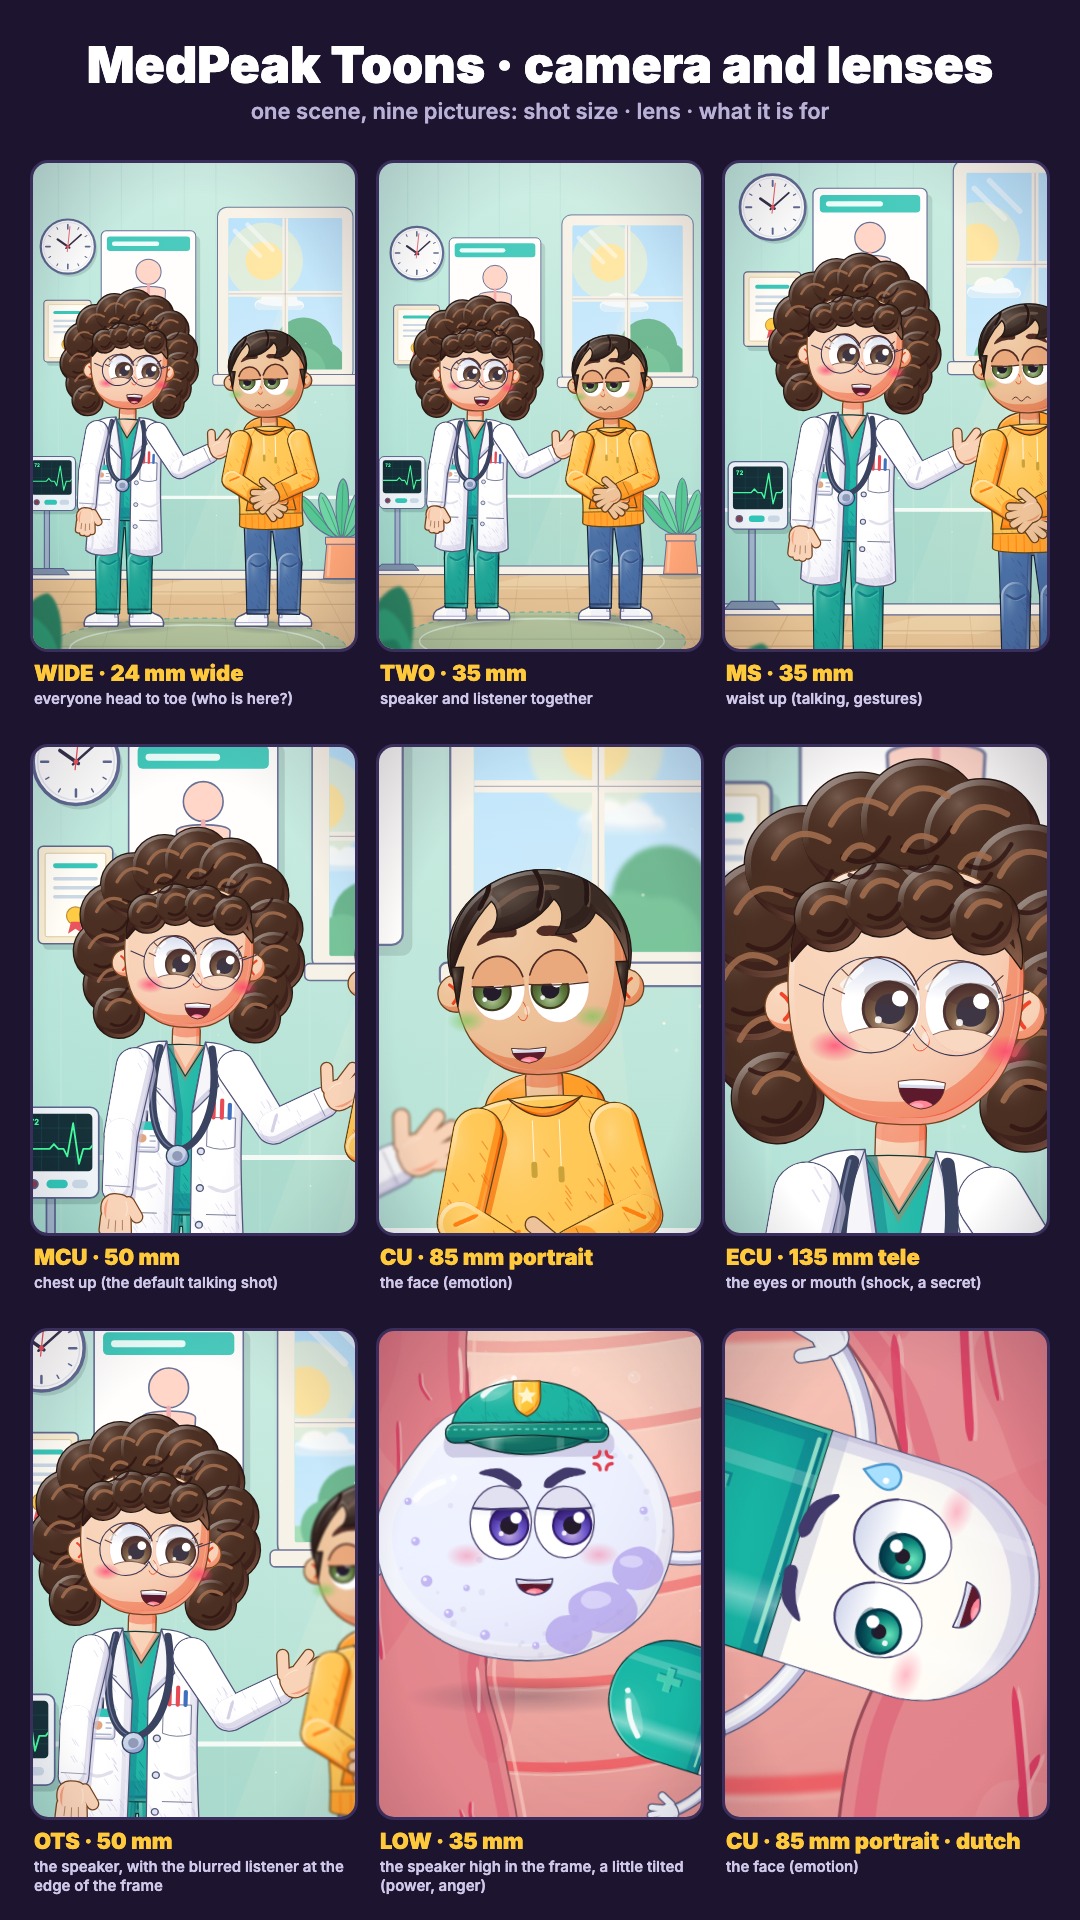 MedPeak Toons · camera and lenses
one scene, nine pictures: shot size · lens · what it is for
72
WIDE · 24 mm wide
everyone head to toe (who is here?)
72
TWO · 35 mm
speaker and listener together
72
MS · 35 mm
waist up (talking, gestures)
MCU · 50 mm
chest up (the default talking shot)
CU · 85 mm portrait
the face (emotion)
ECU · 135 mm tele
the eyes or mouth (shock, a secret)
OTS · 50 mm
the speaker, with the blurred listener at the
edge of the frame
LOW · 35 mm
the speaker high in the frame, a little tilted
(power, anger)
CU · 85 mm portrait · dutch
the face (emotion)